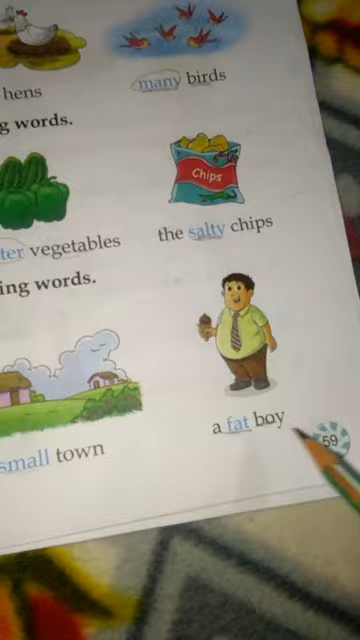 hens
many birds
g words.
Chips
ter vegetables
the salty chips
ing words.
small town
a fat boy
59